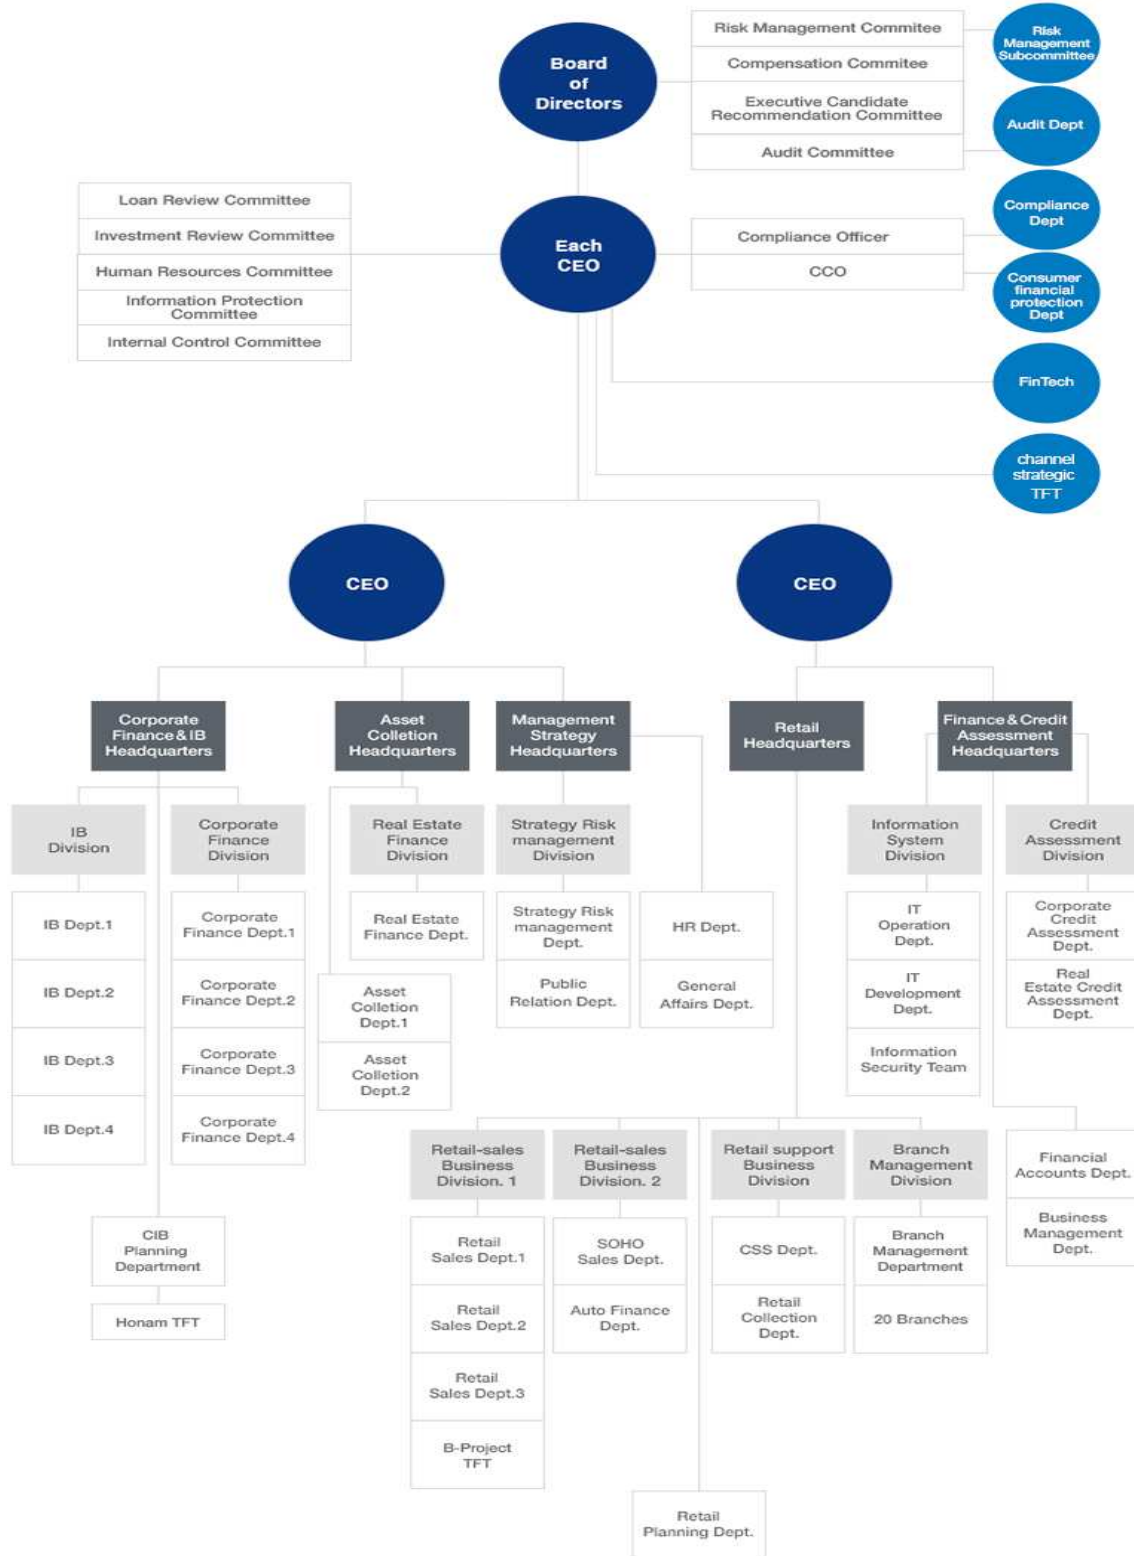 Board
of
Directors
Risk Management Commitee
Compensation Commitee
Executive Candidate
Recommendation Committee
Audit Committee
Risk
Management
Subcommittee
Audit Dept
Loan Review Committee
Investment Review Committee
Human Resources Committee
Information Protection
Committee
Internal Control Committee
Each
CEO
Compliance Officer
CCO
Compliance
Dept
Consumer
financial
protection
Dept
FinTech
channel
strategic
TFT
CEO
CEO
Corporate
Finance & IB
Headquarters
Asset
Colletion
Headquarters
Management
Strategy
Headquarters
Retail
Headquarters
Finance & Credit
Assessment
Headquarters
IB
Division
Corporate
Finance
Division
Real Estate
Finance
Division
Strategy Risk
management
Division
Information
System
Division
Credit
Assessment
Division
IB Dept.1
IB Dept.2
IB Dept.3
IB Dept.4
Corporate
Finance Dept.1
Corporate
Finance Dept.2
Corporate
Finance Dept.3
Corporate
Finance Dept.4
Real Estate
Finance Dept.
Asset
Colletion
Dept.1
Asset
Colletion
Dept.2
Strategy Risk
management
Dept.
Public
Relation Dept.
HR Dept.
General
Affairs Dept.
IT
Operation
Dept.
IT
Development
Dept.
Information
Security Team
Corporate
Credit
Assessment
Dept.
Real
Estate Credit
Assessment
Dept.
CIB
Planning
Department
Honam TFT
Retail-sales
Business
Division. 1
Retail-sales
Business
Division. 2
Retail support
Business
Division
Branch
Management
Division
Financial
Accounts Dept.
Business
Management
Dept.
Retail
Sales Dept.1
Retail
Sales Dept.2
Retail
Sales Dept.3
B-Project
TFT
SOHO
Sales Dept.
Auto Finance
Dept.
CSS Dept.
Retail
Collection
Dept.
Branch
Management
Department
20 Branches
Retail
Planning Dept.